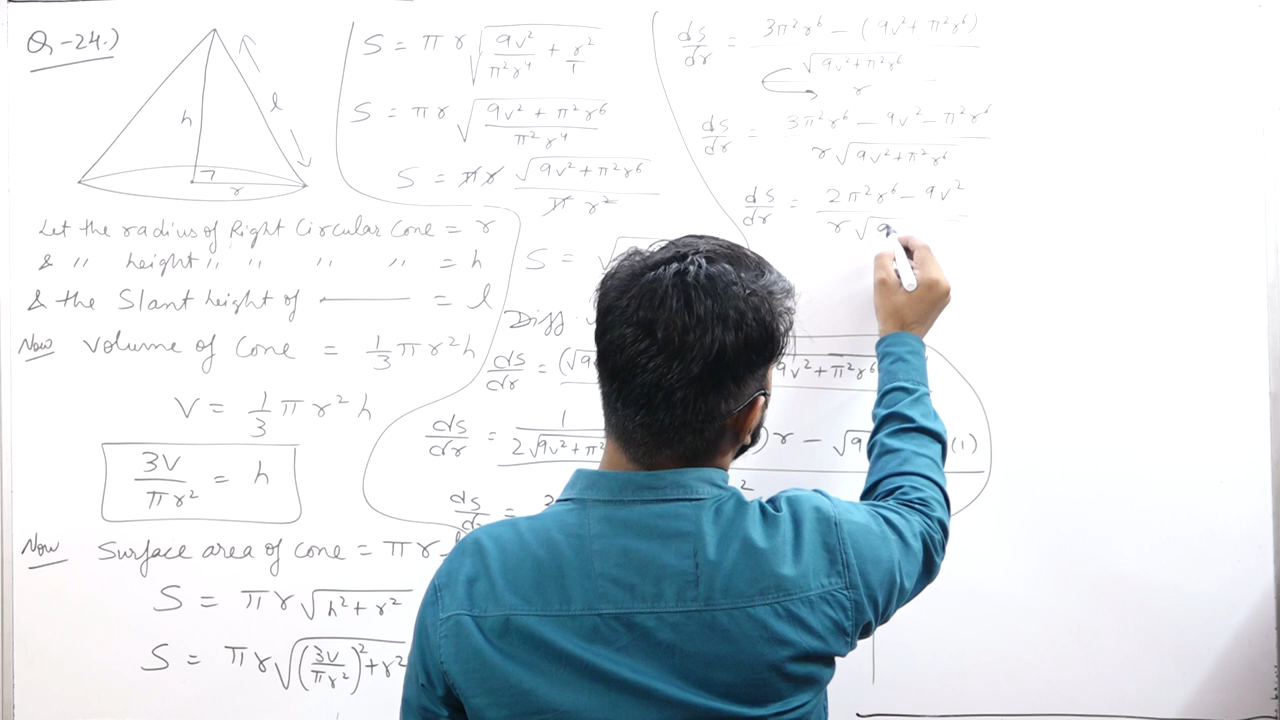 Q-24.)
h
l
r
Let the radius of Right Circular Cone = r
& " height " " " " = h
& the Slant height of ——— = l
Now Volume of Cone = 1/3 πr²h
V = 1/3 π r² h
3V/πr² = h
Now Surface area of cone = πr
S = πr √(h² + r²)
S = πr √((3V/πr²)² + r²)
S = πr √(9v²/π²r⁴ + r²/1)
S = πr √((9v² + π²r⁶)/π²r⁴)
S = πr √(9v² + π²r⁶)/π r²
S = √
Diff.
ds/dr = (√9
9v² + π²r⁶
ds/dr = 1/2√9v² + π²
) r - √9 (1)
ds/dr =
2
ds/dr = (3π²r⁶ - (9v² + π²r⁶))/√(9v² + π²r⁶) r
ds/dr = (3π²r⁶ - 9v² - π²r⁶)/r√(9v² + π²r⁶)
ds/dr = (2π²r⁶ - 9v²)/r√9